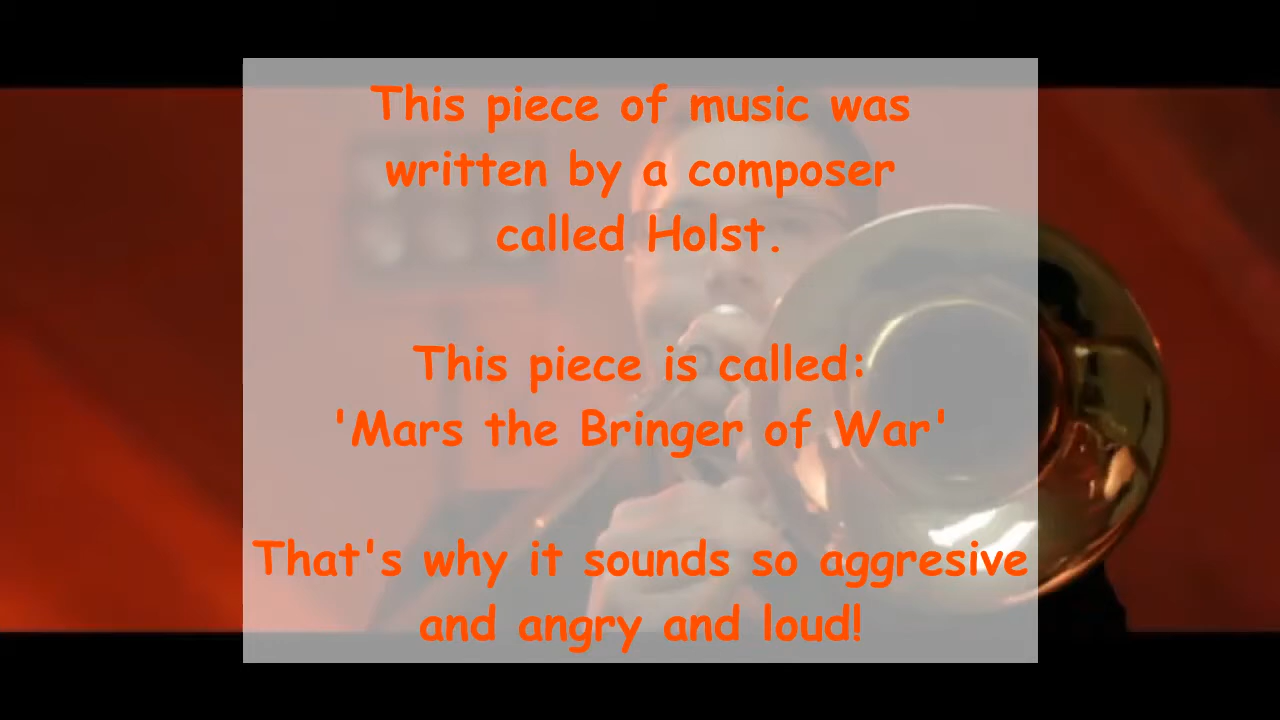 This piece of music was
written by a composer
called Holst.
This piece is called:
'Mars the Bringer of War'
That's why it sounds so aggresive
and angry and loud!